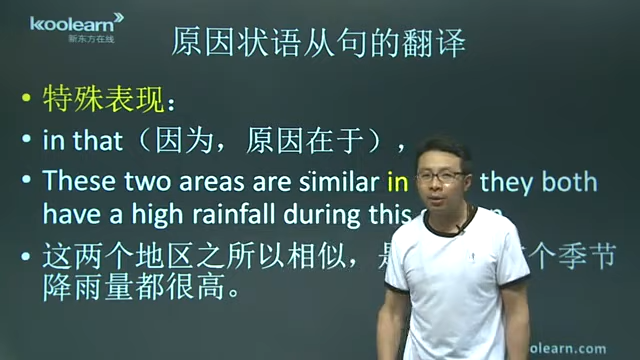 koolearn
新东方在线
原因状语从句的翻译
• 特殊表现：
• in that（因为，原因在于），
• These two areas are similar in they both
have a high rainfall during this
• 这两个地区之所以相似，是 个季节
降雨量都很高。
oolearn.com